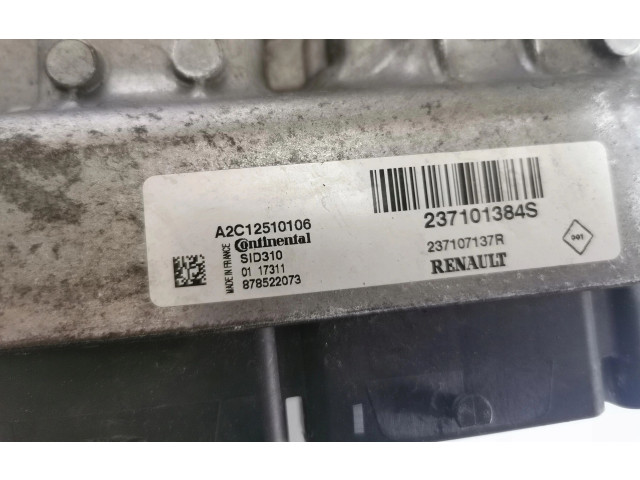 A2C12510106
Continental
SID310
01 17311
878522073
MADE IN FRANCE
237101384S
237107137R
RENAULT